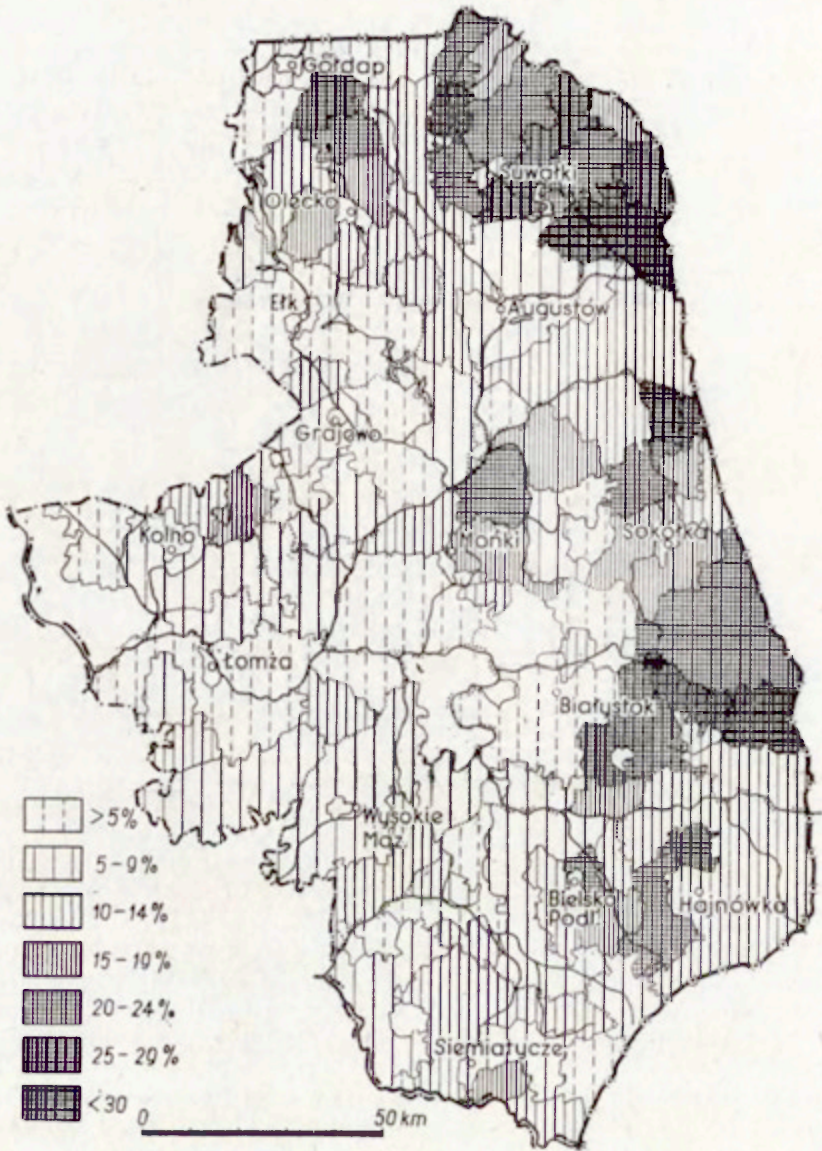 Gołdap
Suwałki
Olecko
Ełk
Augustów
Grajewo
Kolno
Mońki
Sokółka
Łomża
Białystok
>5%
5-9%
10-14%
15-19%
20-24%
25-29%
<30
Wysokie
Maz.
Bielsk
Podl.
Hajnówka
Siemiatycze
0 50 km